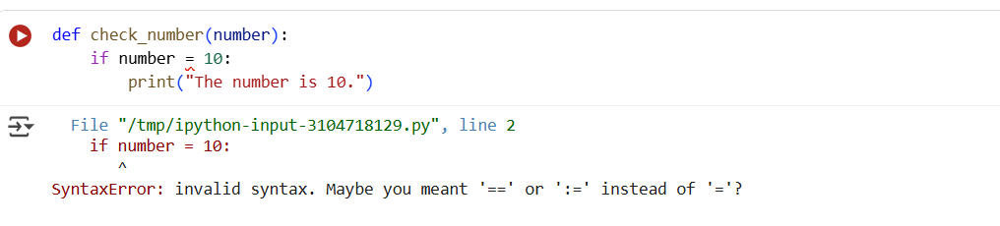 def check_number(number):
    if number = 10:
        print("The number is 10.")
  File "/tmp/ipython-input-3104718129.py", line 2
    if number = 10:
       ^
SyntaxError: invalid syntax. Maybe you meant '==' or ':=' instead of '='?